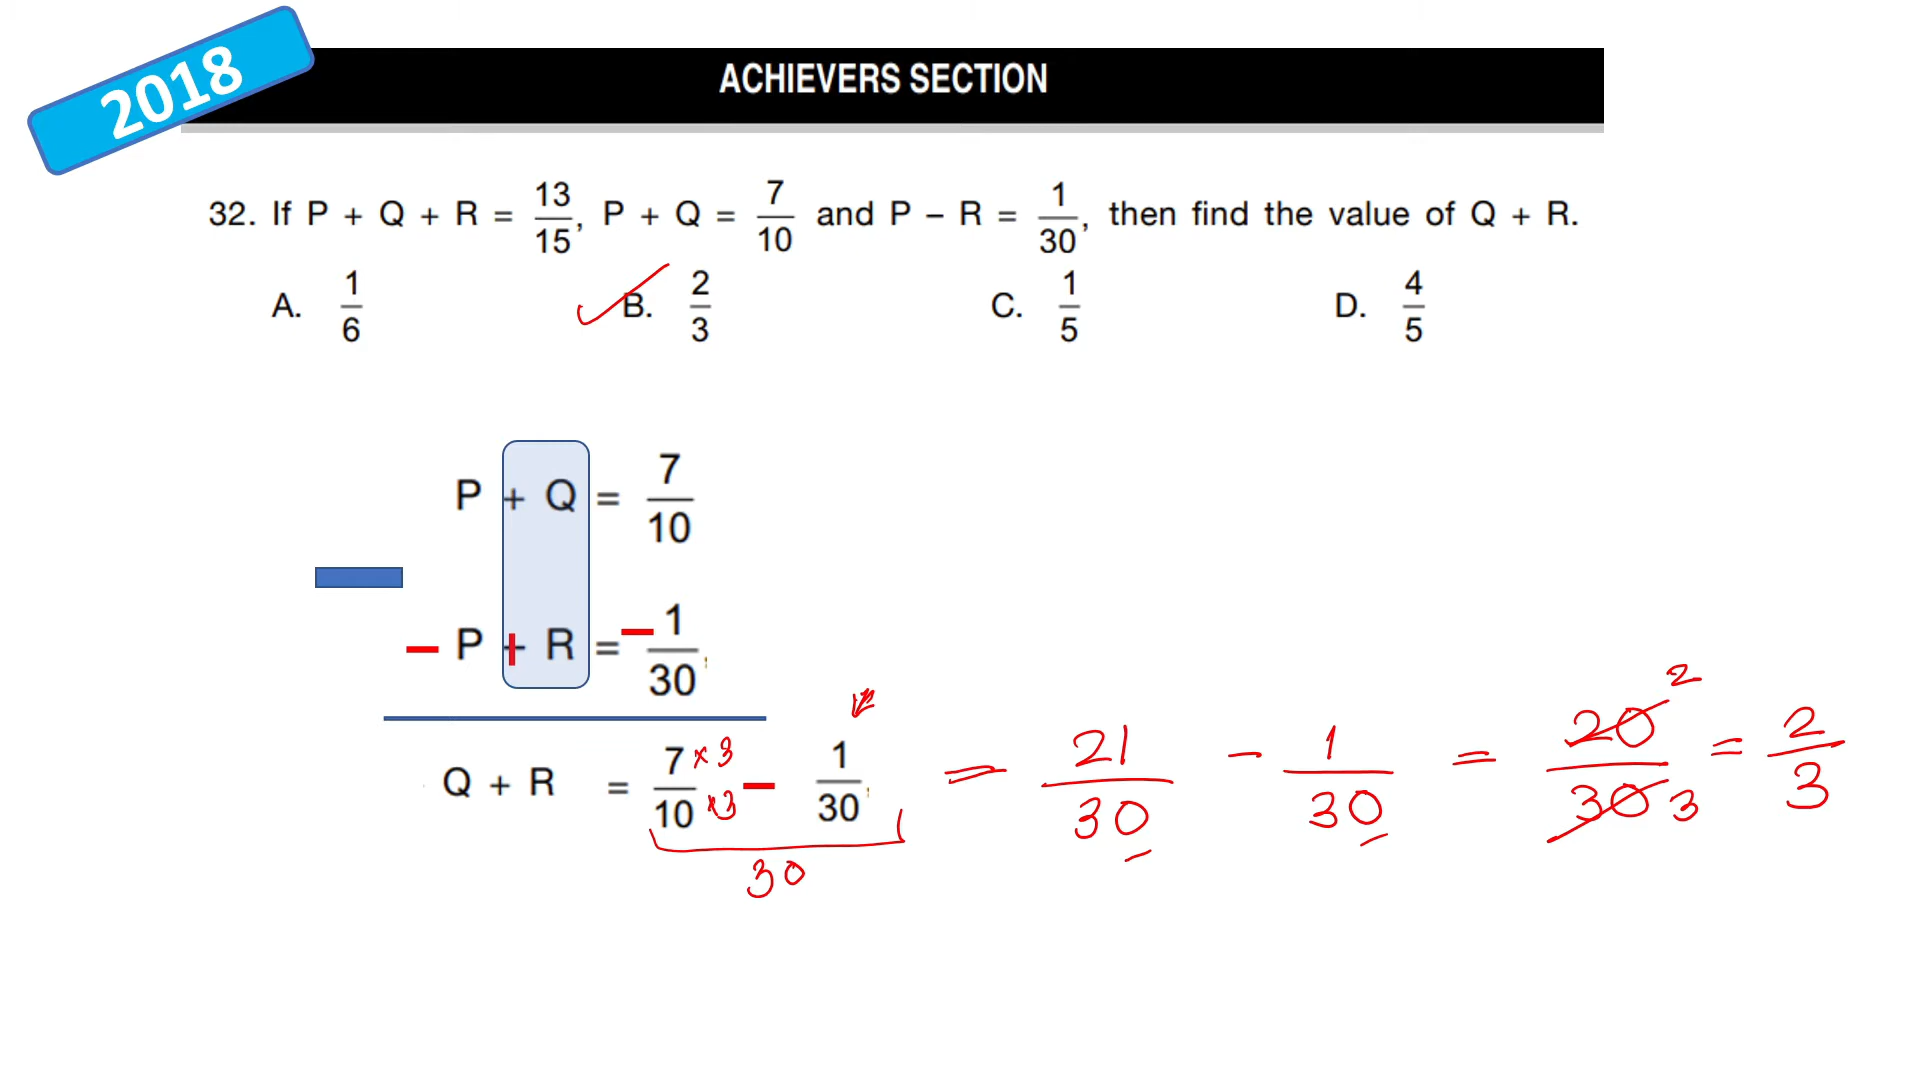 2018
ACHIEVERS SECTION
32. If P + Q + R = 13/15, P + Q = 7/10 and P – R = 1/30, then find the value of Q + R.
A. 1/6 B. 2/3 C. 1/5 D. 4/5
P + Q = 7/10
– P + R = – 1/30,
Q + R = 7×3/10×3 – 1/30, = 21/30 – 1/30 = 20 2/30 3 = 2/3
30